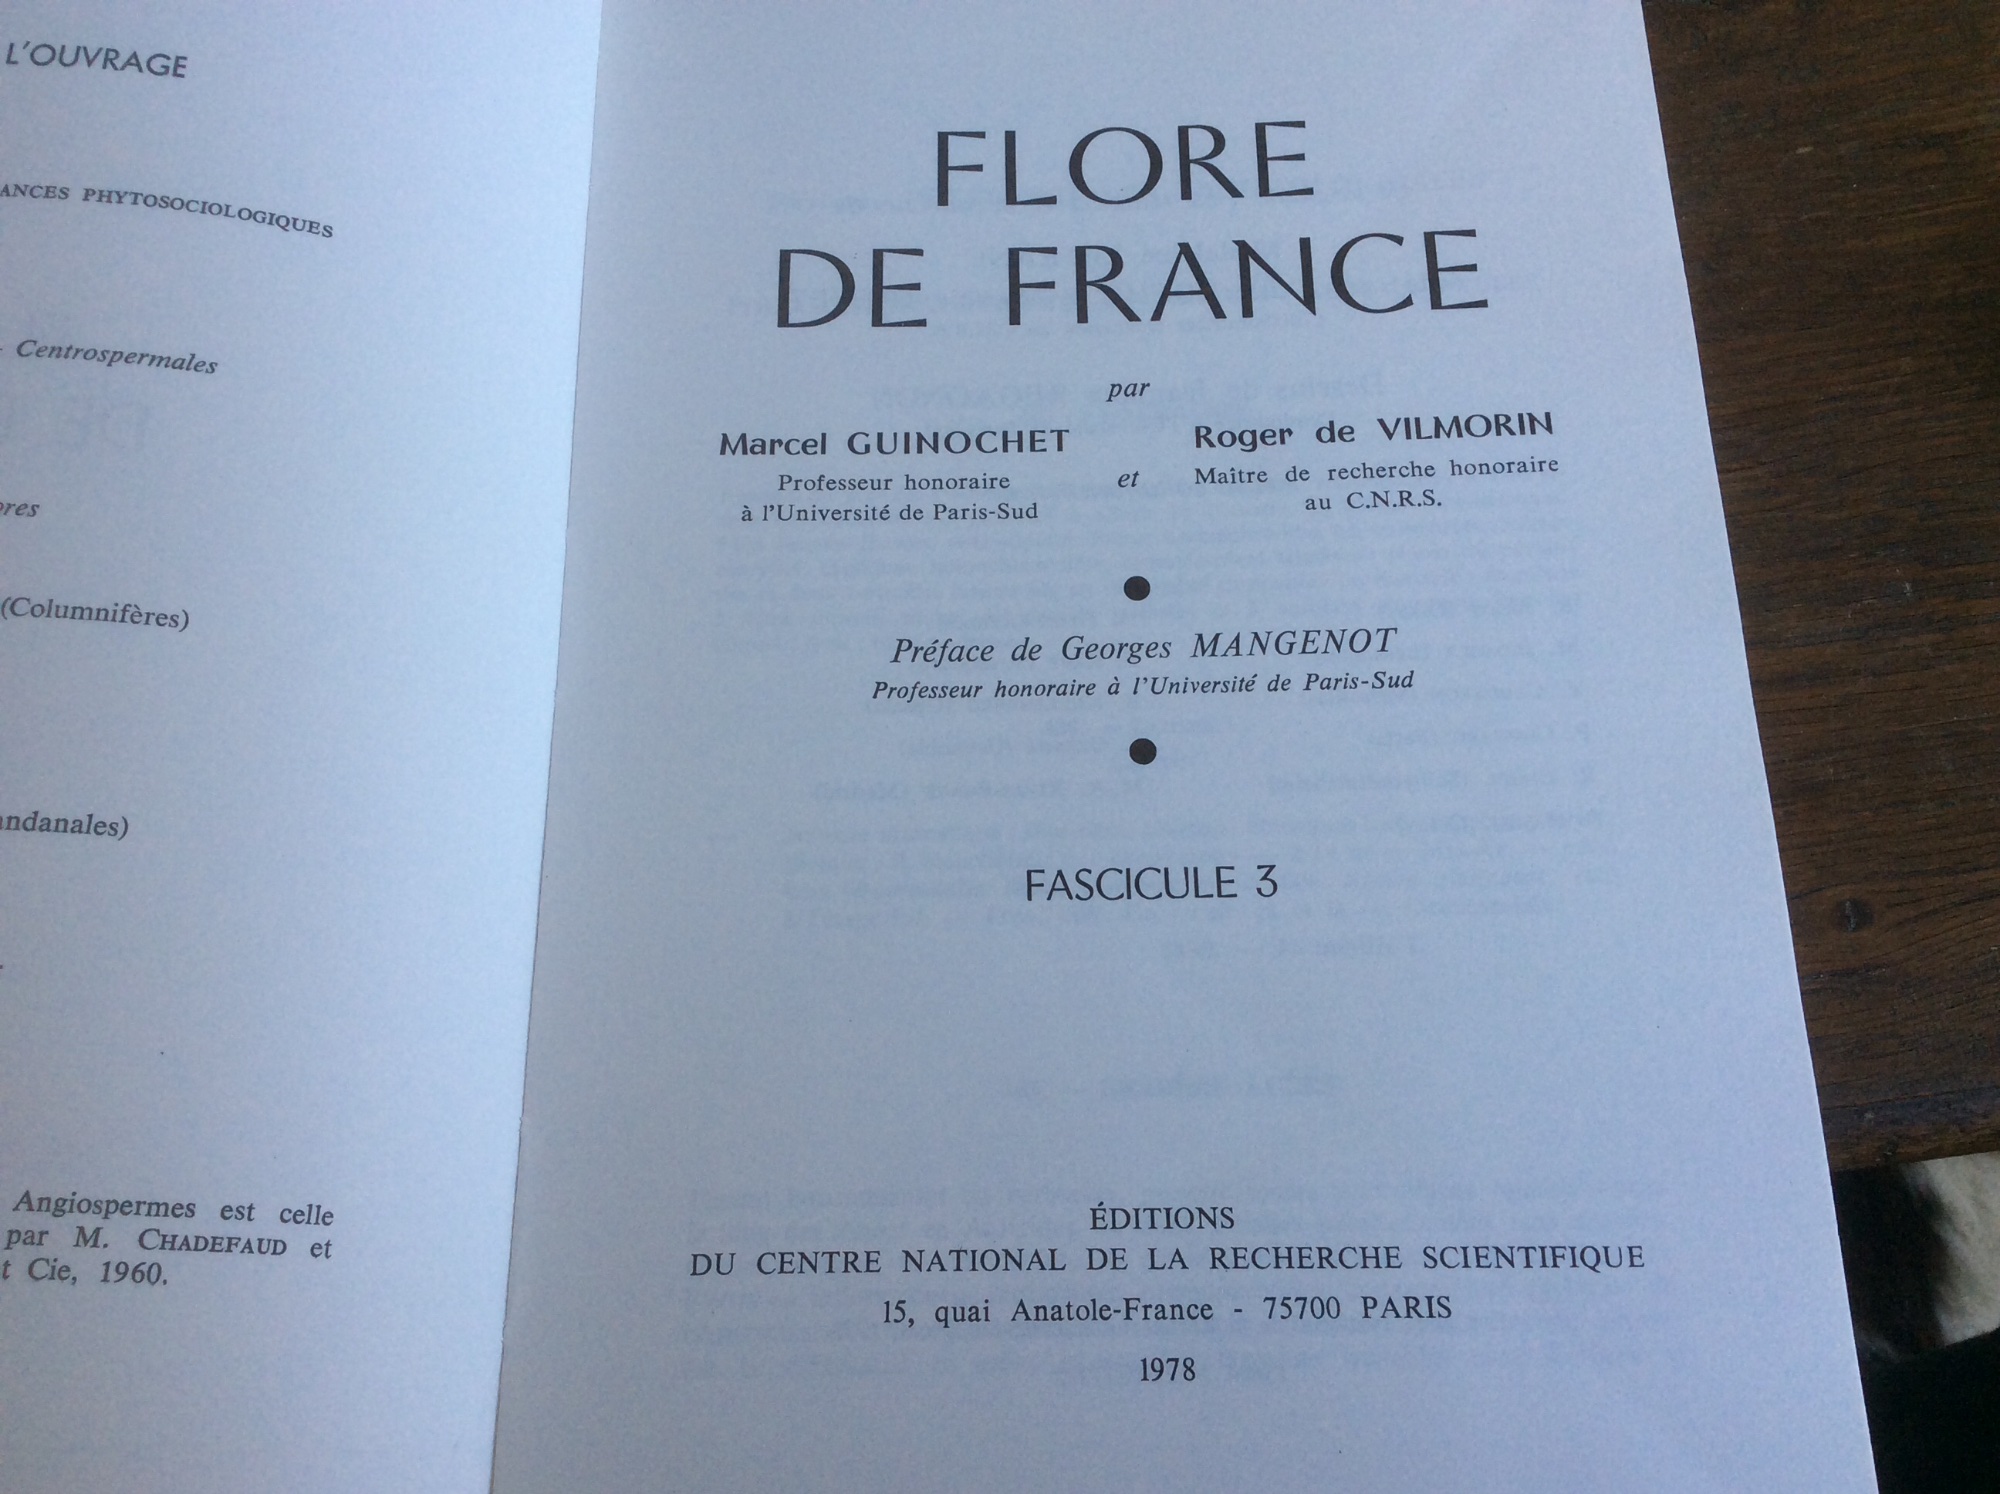 L'OUVRAGE
PHYTOSOCIOLOGIQUES
Centrospermales
(Columnifères)
Angiospermes est celle
par M. CHADEFAUD et
Cie, 1960.
FLORE
DE FRANCE
par
Marcel GUINOCHET
Professeur honoraire
à l'Université de Paris-Sud
et
Roger de VILMORIN
Maître de recherche honoraire
au C.N.R.S.
Préface de Georges MANGENOT
Professeur honoraire à l'Université de Paris-Sud
FASCICULE 3
ÉDITIONS
DU CENTRE NATIONAL DE LA RECHERCHE SCIENTIFIQUE
15, quai Anatole-France - 75700 PARIS
1978